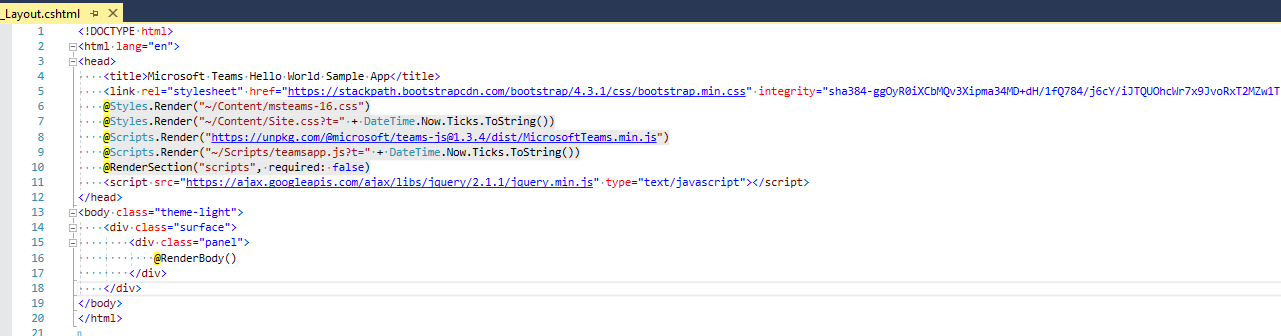 _Layout.cshtml
1 <!DOCTYPE html>
2 <html lang="en">
3 <head>
4 <title>Microsoft Teams Hello World Sample App</title>
5 <link rel="stylesheet" href="https://stackpath.bootstrapcdn.com/bootstrap/4.3.1/css/bootstrap.min.css" integrity="sha384-ggOyR0iXCbMQv3Xipma34MD+dH/1fQ784/j6cY/iJTQUOhcWr7x9JvoRxT2MZw1T
6 @Styles.Render("~/Content/msteams-16.css")
7 @Styles.Render("~/Content/Site.css?t=" + DateTime.Now.Ticks.ToString())
8 @Scripts.Render("https://unpkg.com/@microsoft/teams-js@1.3.4/dist/MicrosoftTeams.min.js")
9 @Scripts.Render("~/Scripts/teamsapp.js?t=" + DateTime.Now.Ticks.ToString())
10 @RenderSection("scripts", required: false)
11 <script src="https://ajax.googleapis.com/ajax/libs/jquery/2.1.1/jquery.min.js" type="text/javascript"></script>
12 </head>
13 <body class="theme-light">
14 <div class="surface">
15 <div class="panel">
16 @RenderBody()
17 </div>
18 </div>
19 </body>
20 </html>
21